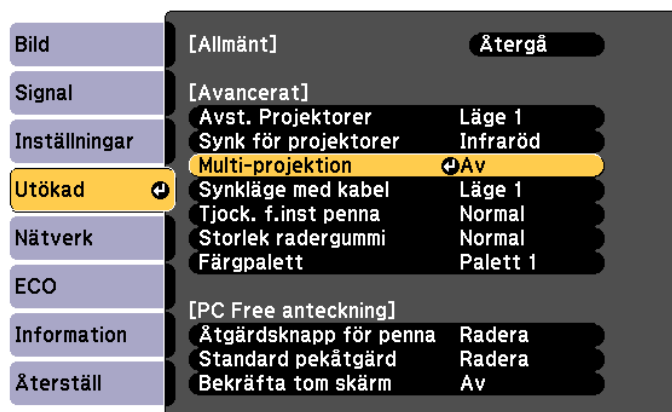 Bild
Signal
Inställningar
Utökad
Nätverk
ECO
Information
Återställ
[Allmänt] Återgå
[Avancerat]
Avst. Projektorer Läge 1
Synk för projektorer Infraröd
Multi-projektion Av
Synkläge med kabel Läge 1
Tjock. f.inst penna Normal
Storlek radergummi Normal
Färgpalett Palett 1
[PC Free anteckning]
Åtgärdsknapp för penna Radera
Standard pekåtgärd Radera
Bekräfta tom skärm Av